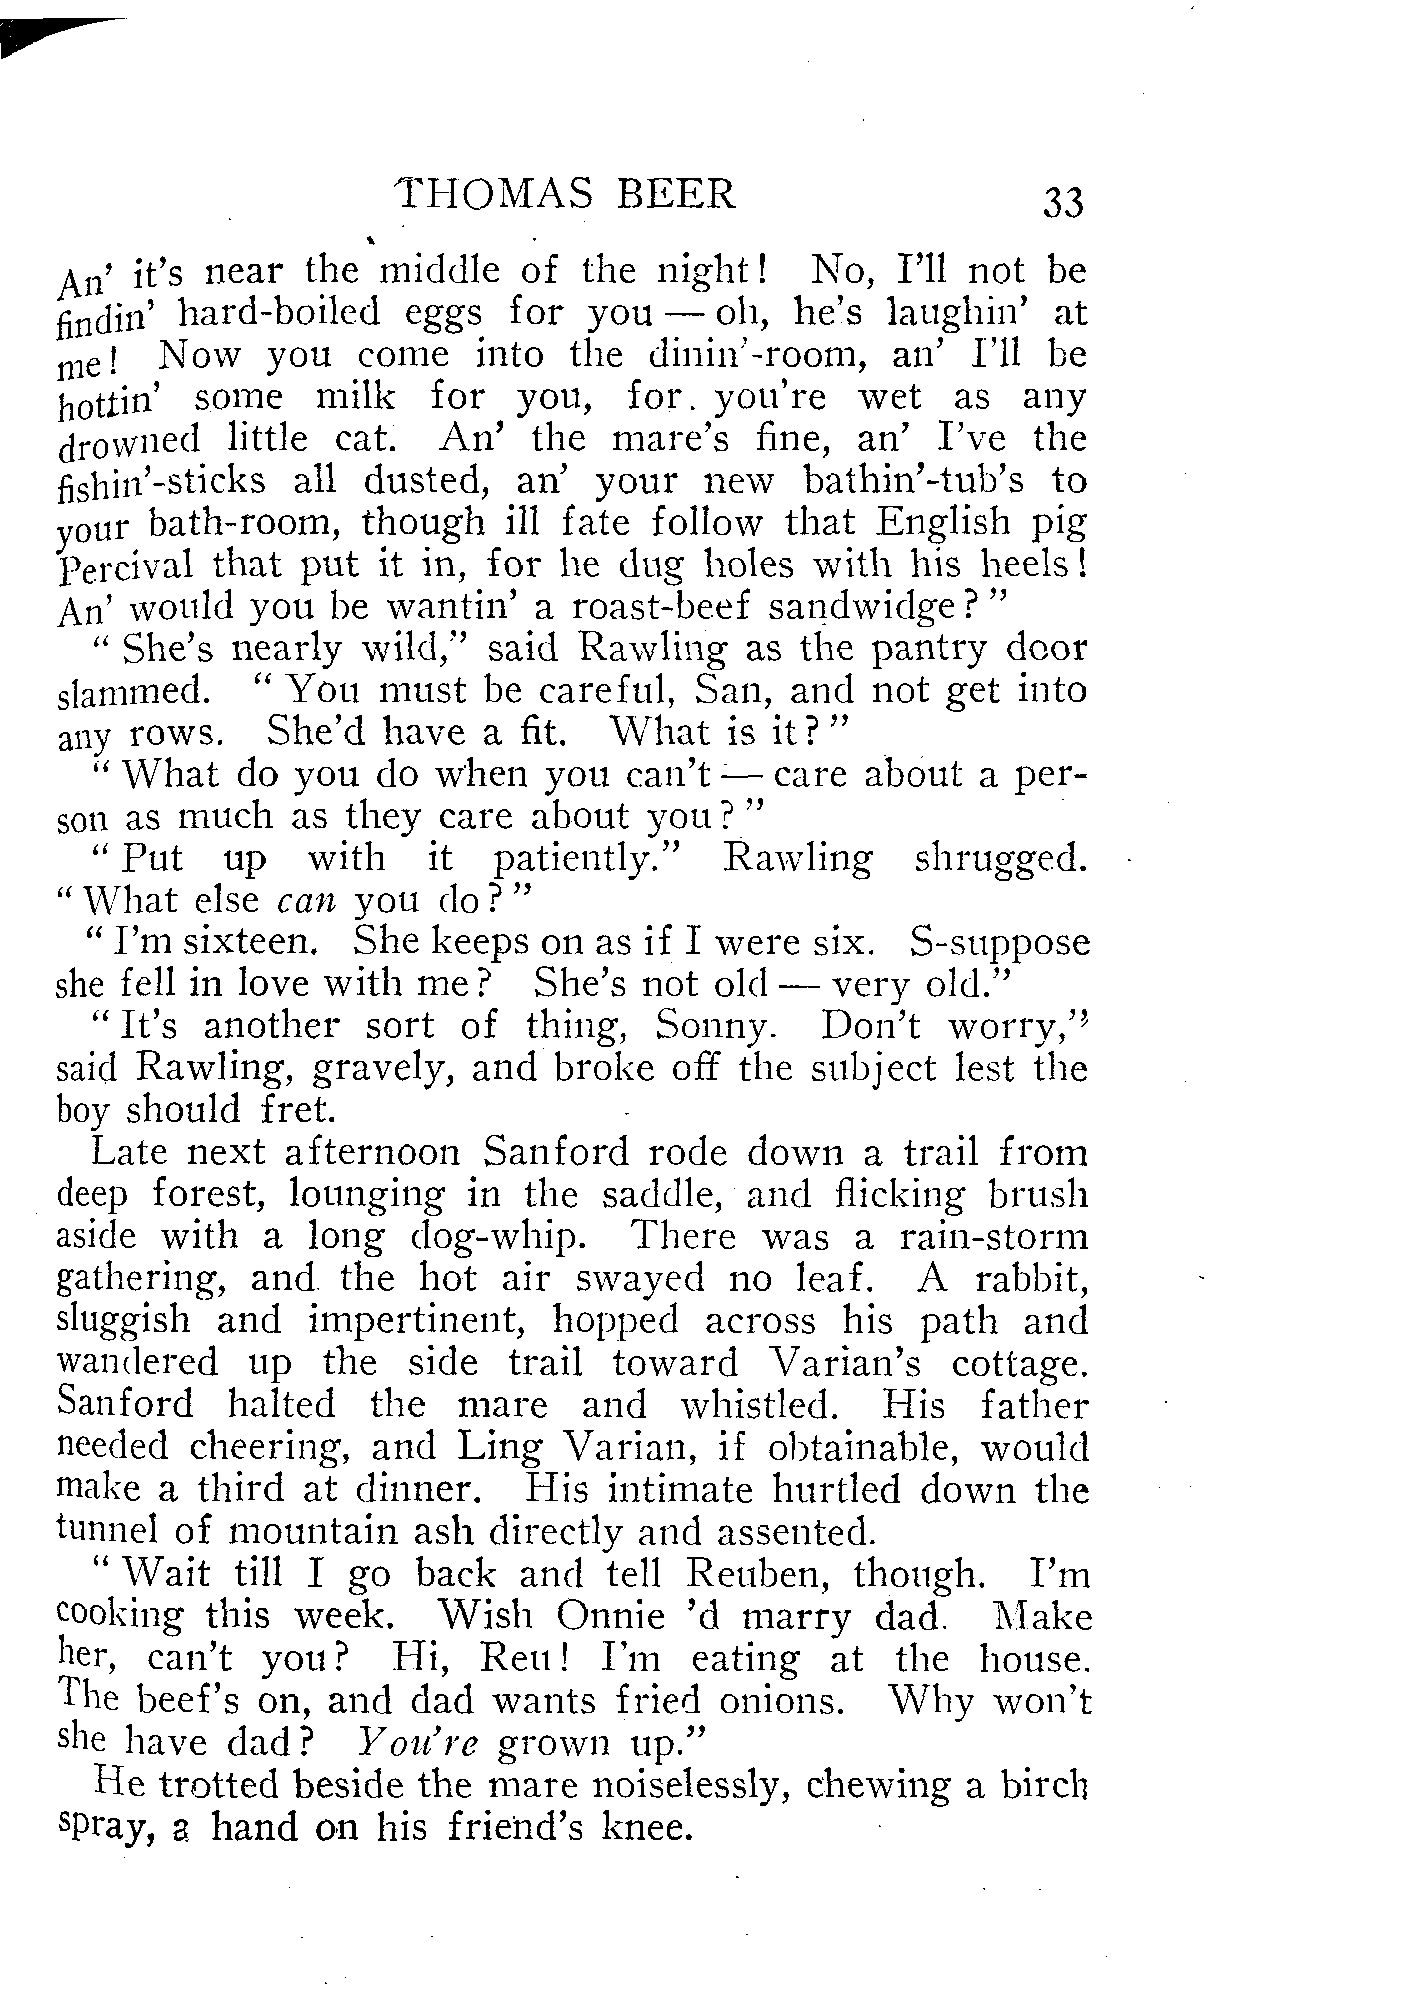 THOMAS BEER 33
An' it's near the middle of the night! No, I'll not be
findin' hard-boiled eggs for you — oh, he's laughin' at
me! Now you come into the dinin'-room, an' I'll be
hottin' some milk for you, for you're wet as any
drowned little cat. An' the mare's fine, an' I've the
fishin'-sticks all dusted, an' your new bathin'-tub's to
your bath-room, though ill fate follow that English pig
Percival that put it in, for he dug holes with his heels!
An' would you be wantin' a roast-beef sandwidge?"
"She's nearly wild," said Rawling as the pantry door
slammed. "You must be careful, San, and not get into
any rows. She'd have a fit. What is it?"
"What do you do when you can't — care about a per-
son as much as they care about you?"
"Put up with it patiently." Rawling shrugged.
"What else can you do?"
"I'm sixteen. She keeps on as if I were six. S-suppose
she fell in love with me? She's not old — very old."
"It's another sort of thing, Sonny. Don't worry,"
said Rawling, gravely, and broke off the subject lest the
boy should fret.
Late next afternoon Sanford rode down a trail from
deep forest, lounging in the saddle, and flicking brush
aside with a long dog-whip. There was a rain-storm
gathering, and the hot air swayed no leaf. A rabbit,
sluggish and impertinent, hopped across his path and
wandered up the side trail toward Varian's cottage.
Sanford halted the mare and whistled. His father
needed cheering, and Ling Varian, if obtainable, would
make a third at dinner. His intimate hurtled down the
tunnel of mountain ash directly and assented.
"Wait till I go back and tell Reuben, though. I'm
cooking this week. Wish Onnie 'd marry dad. Make
her, can't you? Hi, Reu! I'm eating at the house.
The beef's on, and dad wants fried onions. Why won't
she have dad? You're grown up."
He trotted beside the mare noiselessly, chewing a birch
spray, a hand on his friend's knee.